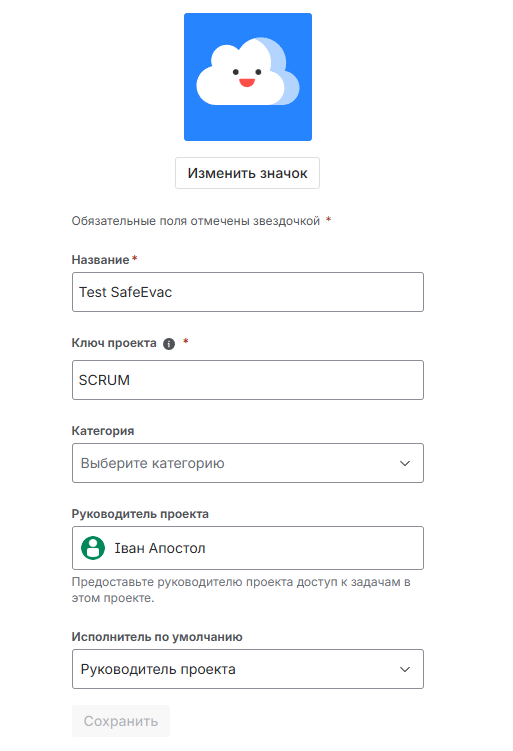 Изменить значок
Обязательные поля отмечены звездочкой *
Название*
Test SafeEvac
Ключ проекта *
SCRUM
Категория
Выберите категорию
Руководитель проекта
Іван Апостол
Предоставьте руководителю проекта доступ к задачам в
этом проекте.
Исполнитель по умолчанию
Руководитель проекта
Сохранить